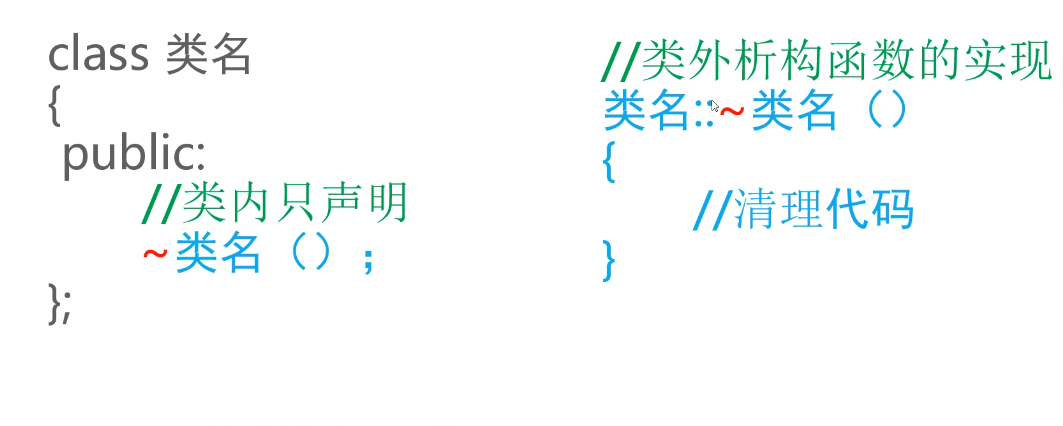 class 类名
{
public:
//类内只声明
~类名（）；
};
//类外析构函数的实现
类名::~类名（）
{
//清理代码
}